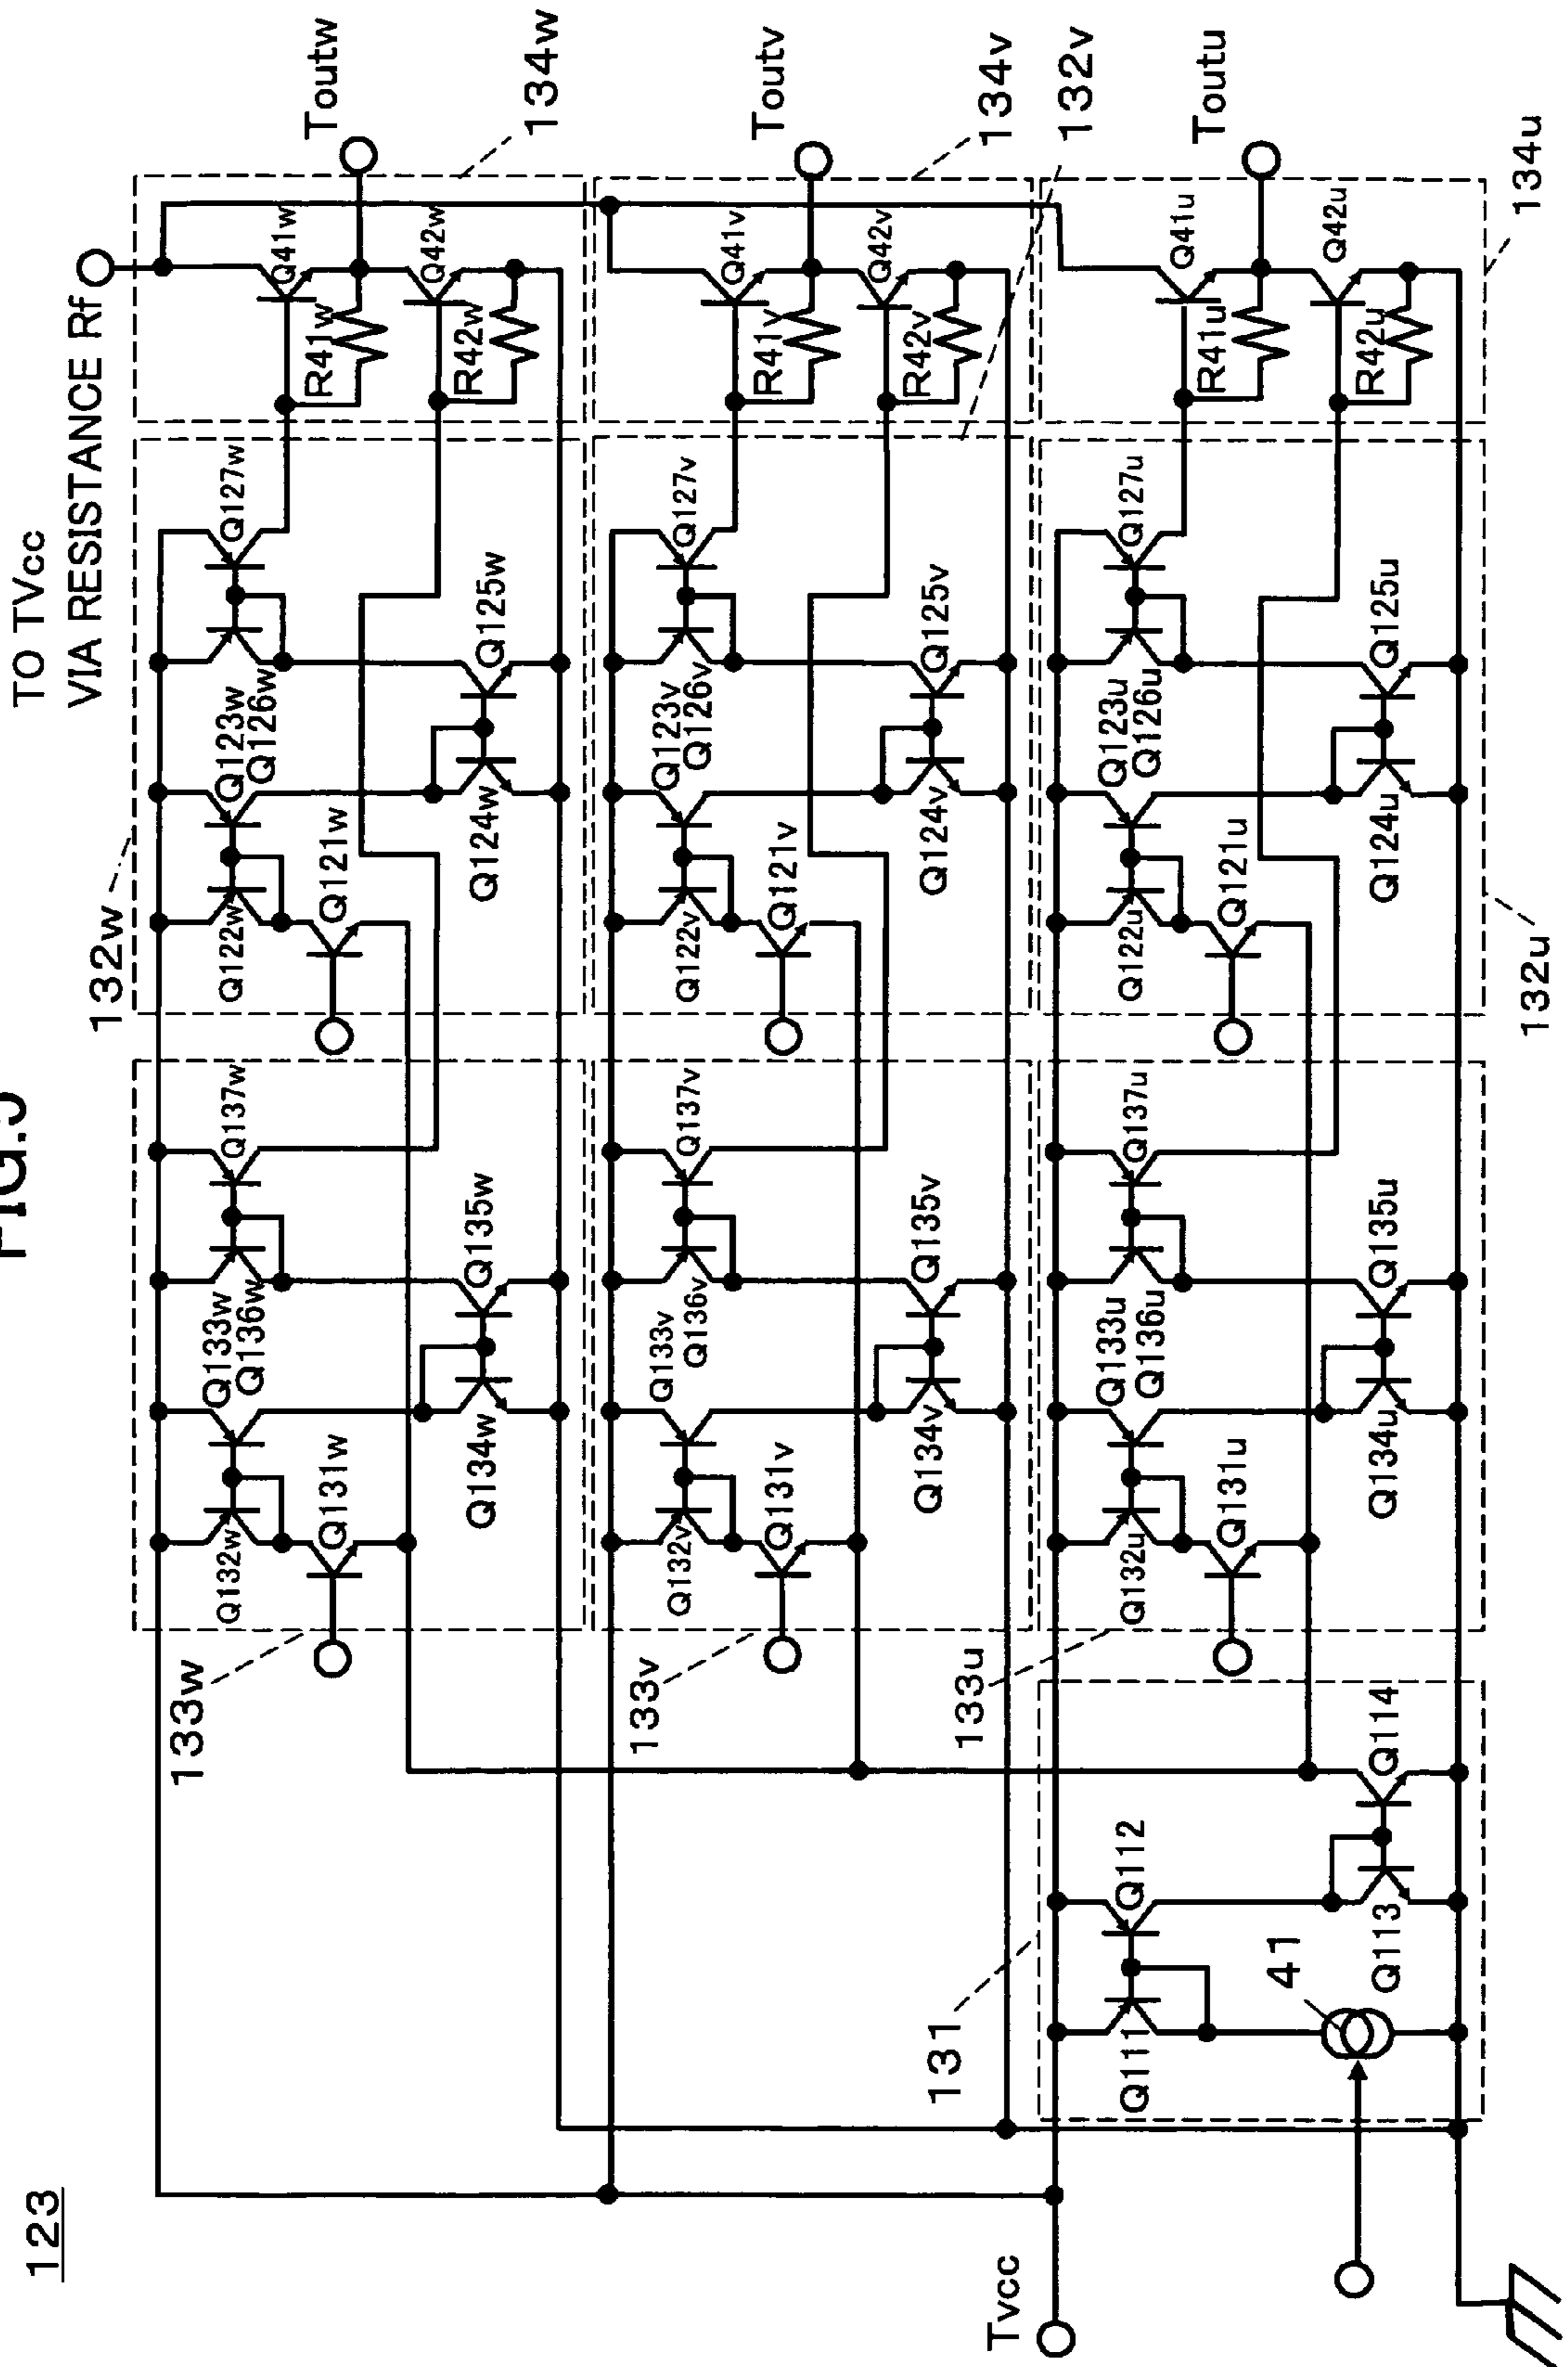 FIG.5
123
TO TVcc
VIA RESISTANCE Rf
132w
133w
134w
Toutw
Q132w
Q133w
Q136w
Q137w
Q131w
Q134w
Q135w
Q122w
Q123w
Q126w
Q127w
Q121w
Q124w
Q125w
Q41w
R41w
Q42w
R42w
133v
134v
132v
Toutv
Q132v
Q133v
Q136v
Q137v
Q131v
Q134v
Q135v
Q122v
Q123v
Q126v
Q127v
Q121v
Q124v
Q125v
Q41v
R41v
Q42v
R42v
Tvcc
131
133u
Toutu
Q111
Q112
41
Q113
Q114
Q132u
Q133u
Q136u
Q137u
Q131u
Q134u
Q135u
Q122u
Q123u
Q126u
Q127u
Q121u
Q124u
Q125u
Q41u
R41u
Q42u
R42u
132u
134u